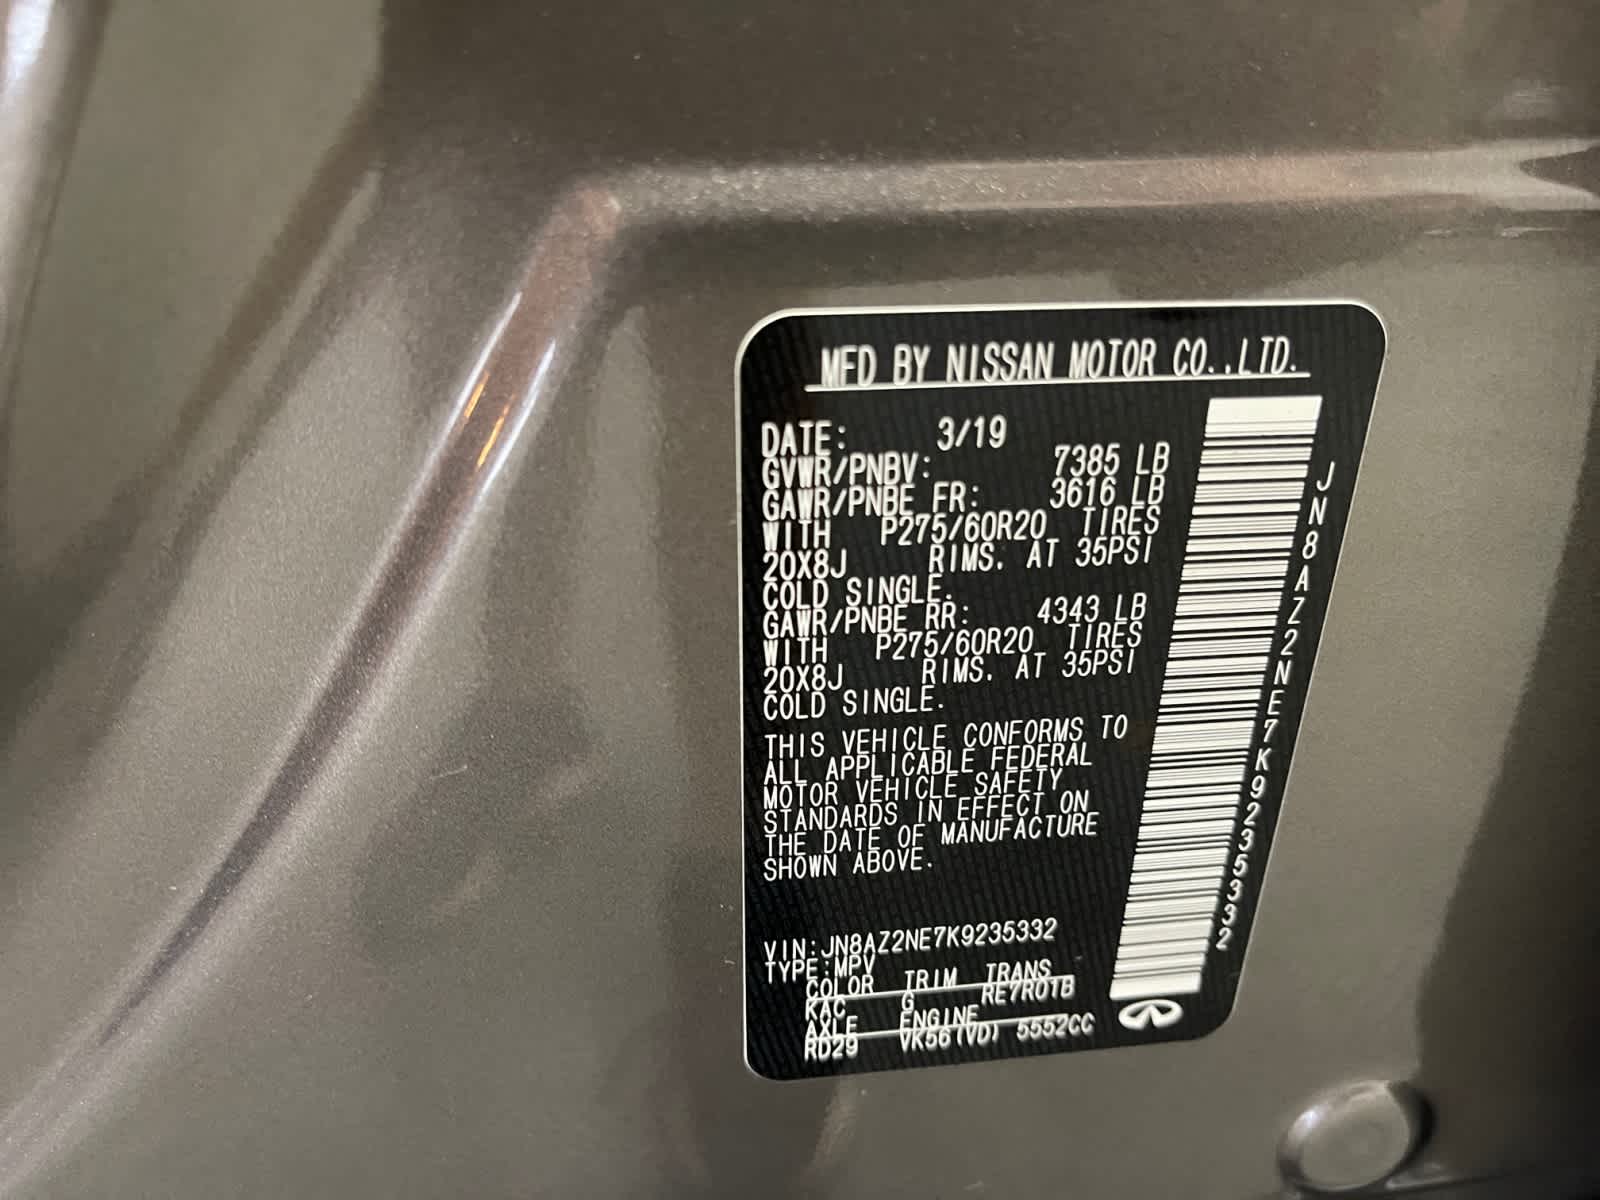 MFD BY NISSAN MOTOR CO.,LTD.
DATE: 3/19
GVWR/PNBV: 7385 LB
GAWR/PNBE FR: 3616 LB
WITH P275/60R20 TIRES
20X8J RIMS. AT 35PSI
COLD SINGLE.
GAWR/PNBE RR: 4343 LB
WITH P275/60R20 TIRES
20X8J RIMS. AT 35PSI
COLD SINGLE.
THIS VEHICLE CONFORMS TO
ALL APPLICABLE FEDERAL
MOTOR VEHICLE SAFETY
STANDARDS IN EFFECT ON
THE DATE OF MANUFACTURE
SHOWN ABOVE.
VIN:JN8AZ2NE7K9235332
TYPE:MPV
COLOR TRIM TRANS
KAC G RE7R01B
AXLE ENGINE
RD29 VK56(VD) 5552CC
JN8AZ2NE7K9235332